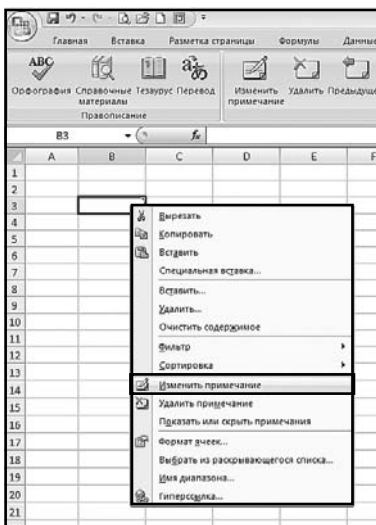 Главная Вставка Разметка страницы Формулы Данные
ABC
Орфография Справочные материалы Тезаурус Перевод Изменить примечание Удалить Предыдуще
Правописание
B3 fx
A B C D E F
1
2
3
4
5
6
7
8
9
10
11
12
13
14
15
16
17
18
19
20
21
Вырезать
Копировать
Вставить
Специальная вставка...
Вставить...
Удалить...
Очистить содержимое
Фильтр
Сортировка
Изменить примечание
Удалить примечание
Показать или скрыть примечания
Формат ячеек...
Выбрать из раскрывающегося списка...
Имя диапазона...
Гиперссылка...